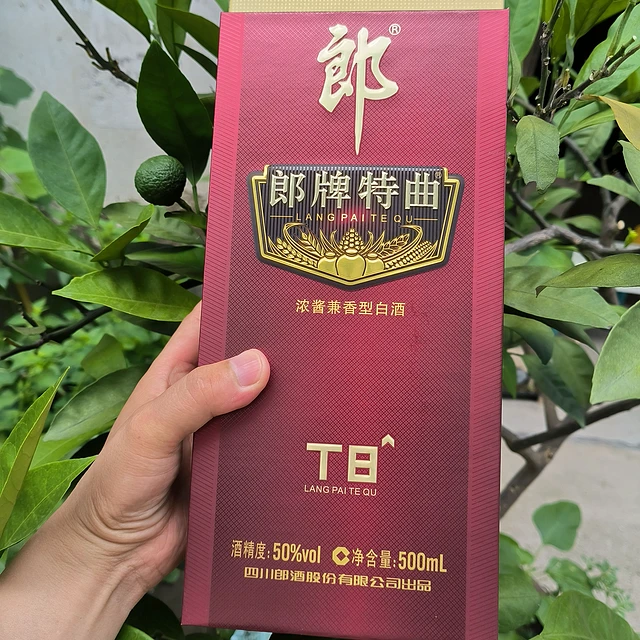 郎®
郎牌特曲®
LANG PAI TE QU
浓酱兼香型白酒
T8
LANG PAI TE QU
酒精度:50%vol 净含量:500mL
四川郎酒股份有限公司出品